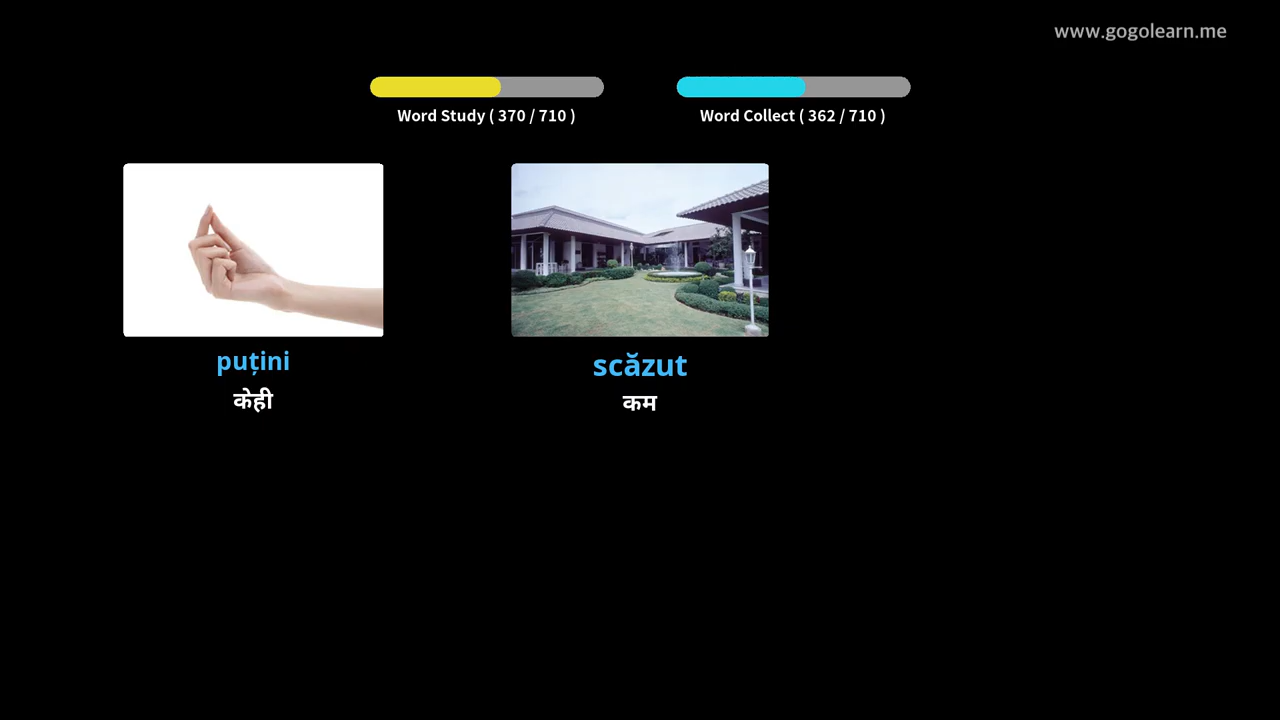 www.gogolearn.me
Word Study ( 370 / 710 )
Word Collect ( 362 / 710 )
puțini
केही
scăzut
कम